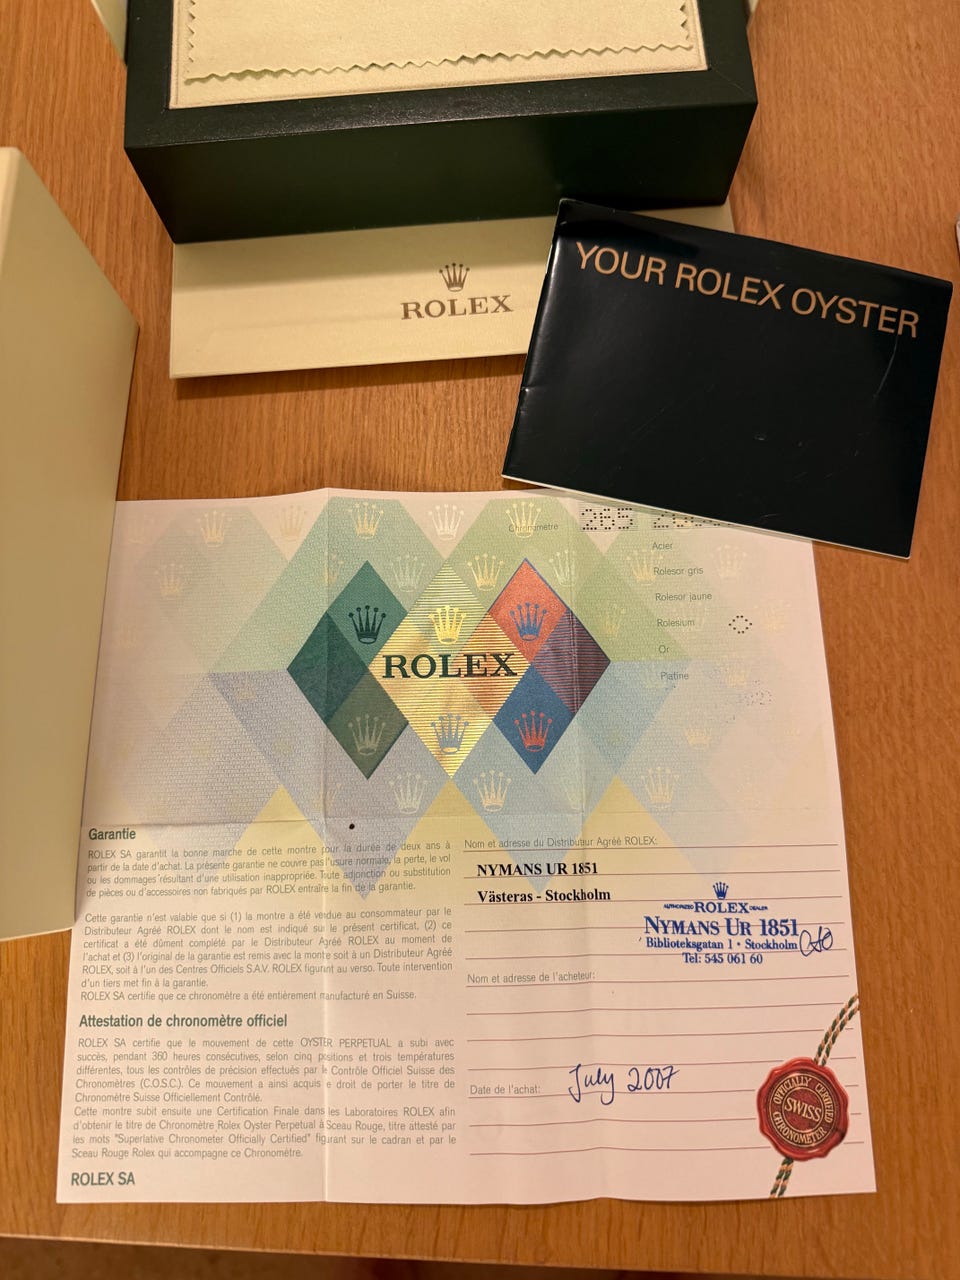 ROLEX
YOUR ROLEX OYSTER
Chronomètre
265
Acier
Rolesor gris
Rolesor jaune
Rolesium
Or
Platine
ROLEX
Garantie
ROLEX SA garantit la bonne marche de cette montre pour la durée de deux ans à
partir de la date d'achat. La présente garantie ne couvre pas l'usure normale, la perte, le vol
ou les dommages résultant d'une utilisation inappropriée. Toute adjonction ou substitution
de pièces ou d'accessoires non fabriqués par ROLEX entraîne la fin de la garantie.
Cette garantie n'est valable que si (1) la montre a été vendue au consommateur par le
Distributeur Agréé ROLEX dont le nom est indiqué sur le présent certificat, (2) ce
certificat a été dûment complété par le Distributeur Agréé ROLEX au moment de
l'achat et (3) l'original de la garantie est remis avec la montre soit à un Distributeur Agréé
ROLEX, soit à l'un des Centres Officiels S.A.V. ROLEX figurant au verso. Toute intervention
d'un tiers met fin à la garantie.
ROLEX SA certifie que ce chronomètre a été entièrement manufacturé en Suisse.
Attestation de chronomètre officiel
ROLEX SA certifie que le mouvement de cette OYSTER PERPETUAL a subi avec
succès, pendant 360 heures consécutives, selon cinq positions et trois températures
différentes, tous les contrôles de précision effectués par le Contrôle Officiel Suisse des
Chronomètres (C.O.S.C.). Ce mouvement a ainsi acquis le droit de porter le titre de
Chronomètre Suisse Officiellement Contrôlé.
Cette montre subit ensuite une Certification Finale dans les Laboratoires ROLEX afin
d'obtenir le titre de Chronomètre Rolex Oyster Perpetual à Sceau Rouge, titre attesté par
les mots "Superlative Chronometer Officially Certified" figurant sur le cadran et par le
Sceau Rouge Rolex qui accompagne ce Chronomètre.
ROLEX SA
Nom et adresse du Distributeur Agréé ROLEX:
NYMANS UR 1851
Västeras - Stockholm
AUTHORIZED ROLEX DEALER
NYMANS UR 1851
Biblioteksgatan 1 • Stockholm
Tel: 545 061 60
Nom et adresse de l'acheteur:
Date de l'achat: July 2007
OFFICIALLY CERTIFIED
SWISS
CHRONOMETER